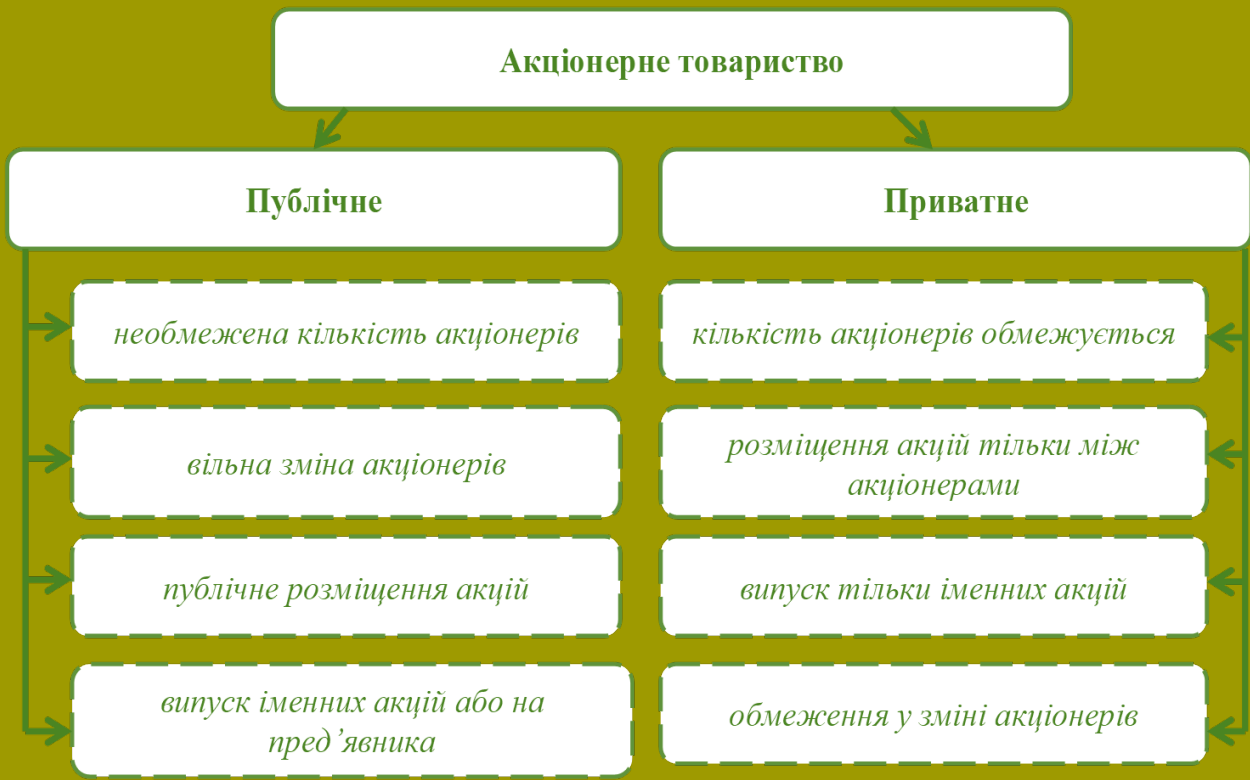 Акціонерне товариство
Публічне
необмежена кількість акціонерів
вільна зміна акціонерів
публічне розміщення акцій
випуск іменних акцій або на
пред’явника
Приватне
кількість акціонерів обмежується
розміщення акцій тільки між
акціонерами
випуск тільки іменних акцій
обмеження у зміні акціонерів